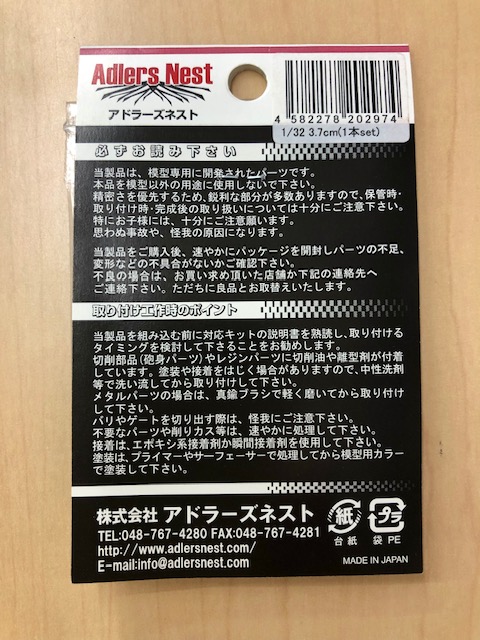 Adlers Nest
アドラーズネスト
4 582278 202974
1/32 3.7cm(1本set)
必ずお読み下さい
当製品は、模型専用に開発されたパーツです。
本品を模型以外の用途に使用しないで下さい。
精密さを優先するため、鋭利な部分が多数ありますので、保管時・
取り付け時・完成後の取り扱いについては十分にご注意下さい。
特にお子様には、十分にご注意願います。
思わぬ事故や、怪我の原因になります。
当製品をご購入後、速やかにパッケージを開封しパーツの不足、
変形などの不具合がないかご確認下さい。
不良の場合は、お買い求め頂いた店舗か下記の連絡先へ
ご連絡下さい。ただちに良品とお取替えいたします。
取り付け工作時のポイント
当製品を組み込む前に対応キットの説明書を熟読し、取り付ける
タイミングを検討して下さることをお勧めします。
切削部品(砲身パーツ)やレジンパーツに切削油や離型剤が付着
しています。塗装や接着をはじく場合がありますので、中性洗剤
等で洗い流してから取り付けして下さい。
メタルパーツの場合は、真鍮ブラシで軽く磨いてから取り付け
して下さい。
バリやゲートを切り出す際は、怪我にご注意下さい。
不要なパーツや削りカス等は、速やかに処理して下さい。
接着は、エポキシ系接着剤か瞬間接着剤を使用して下さい。
塗装は、プライマーやサーフェーサーで処理してから模型用カラー
で塗装して下さい。
株式会社 アドラーズネスト
TEL:048-767-4280 FAX:048-767-4281
http://www.adlersnest.com/
E-mail:info@adlersnest.com
紙
台紙
プラ
袋 PE
MADE IN JAPAN